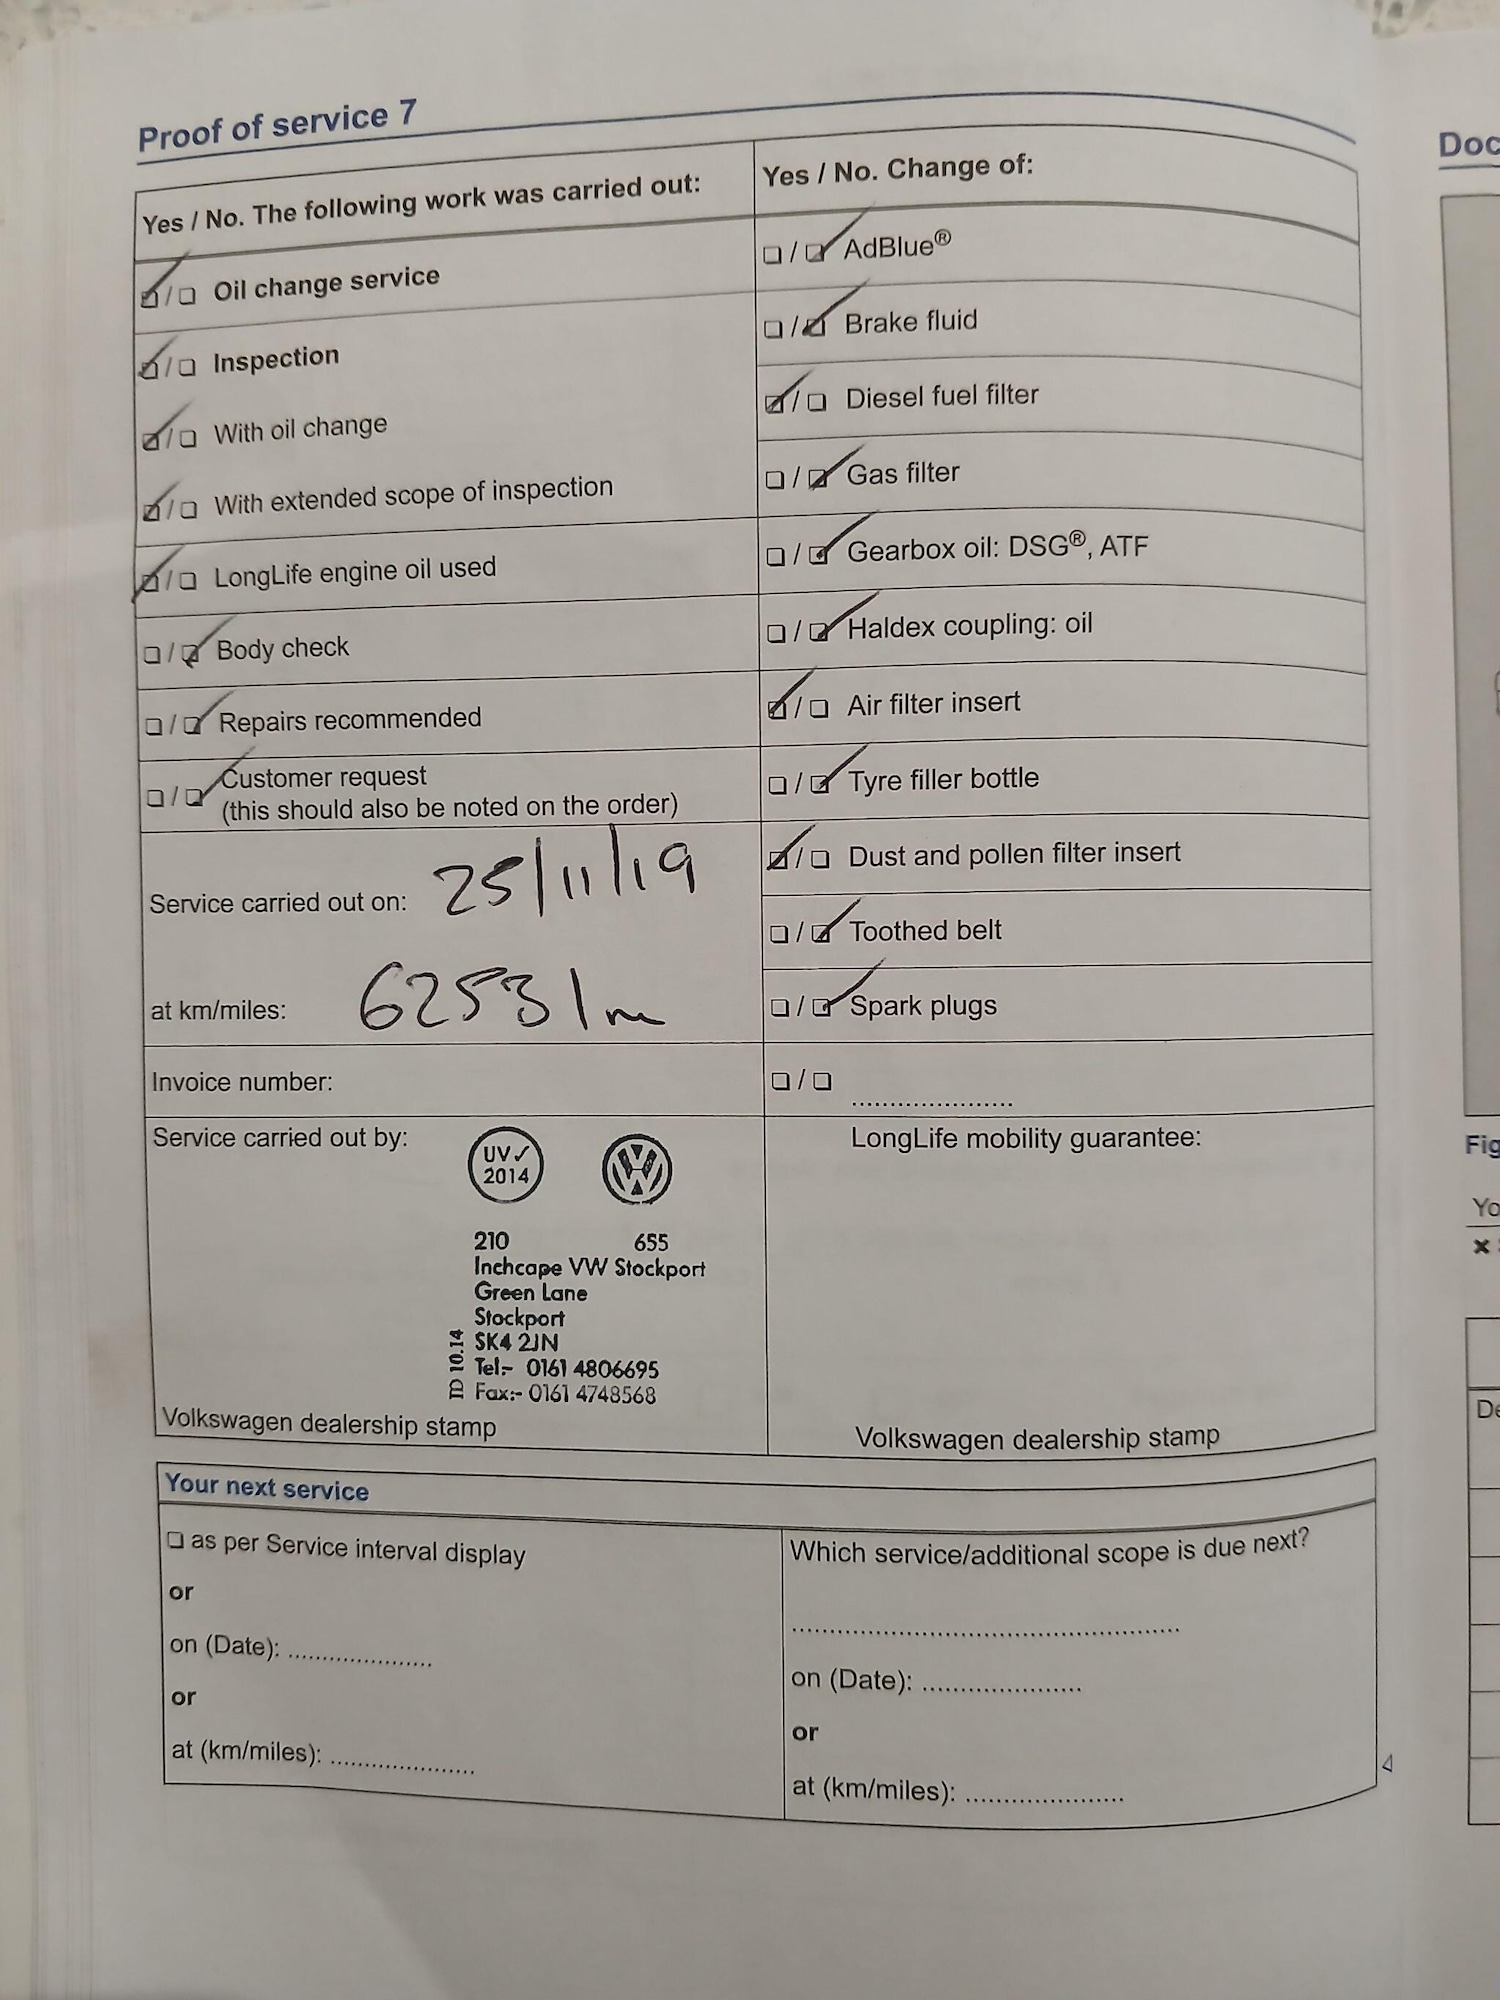 Proof of service 7
Yes / No. The following work was carried out:
☑ / ☐ Oil change service
☑ / ☐ Inspection
☑ / ☐ With oil change
☑ / ☐ With extended scope of inspection
☑ / ☐ LongLife engine oil used
☐ / ☑ Body check
☐ / ☑ Repairs recommended
☐ / ☑ Customer request
(this should also be noted on the order)
Service carried out on: 25/11/19
at km/miles: 62531m
Invoice number:
Service carried out by:
UV✓
2014
VW
210 655
Inchcape VW Stockport
Green Lane
Stockport
SK4 2JN
Tel:- 0161 4806695
Fax:- 0161 4748568
ID 10.14
Volkswagen dealership stamp
Yes / No. Change of:
☐ / ☑ AdBlue®
☐ / ☑ Brake fluid
☑ / ☐ Diesel fuel filter
☐ / ☑ Gas filter
☐ / ☑ Gearbox oil: DSG®, ATF
☐ / ☑ Haldex coupling: oil
☑ / ☐ Air filter insert
☐ / ☑ Tyre filler bottle
☑ / ☐ Dust and pollen filter insert
☐ / ☑ Toothed belt
☐ / ☑ Spark plugs
☐ / ☐ .....................
LongLife mobility guarantee:
Volkswagen dealership stamp
Your next service
☐ as per Service interval display
or
on (Date): .....................
or
at (km/miles): .....................
Which service/additional scope is due next?
.....................................................
on (Date): .....................
or
at (km/miles): .....................
Doc
Fig
Yo
De